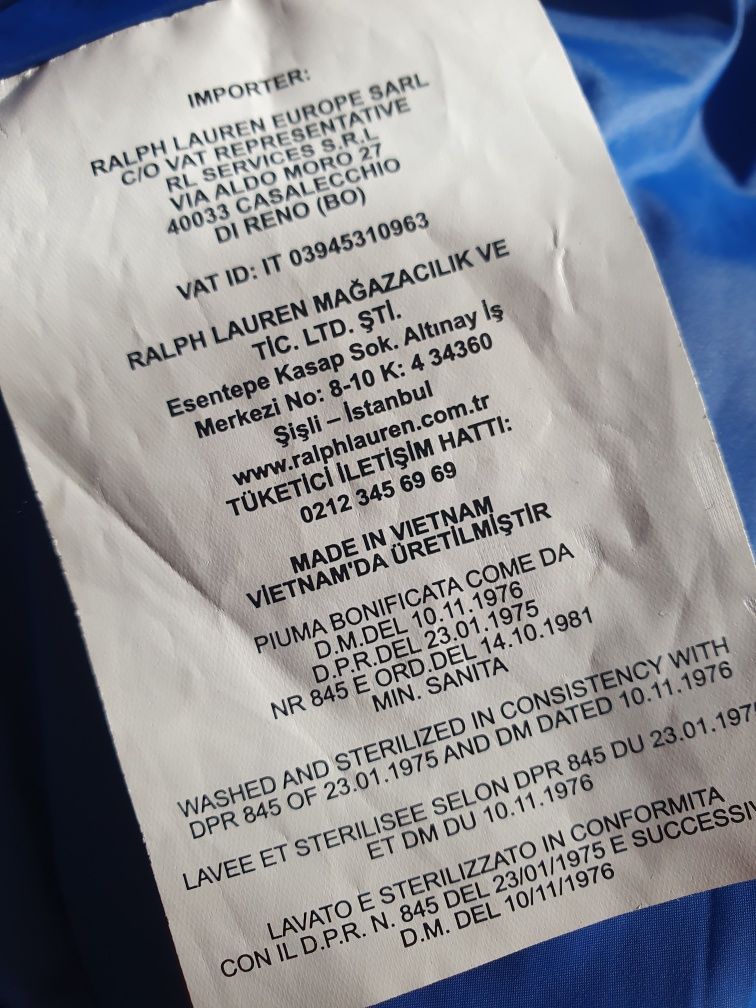 IMPORTER:
RALPH LAUREN EUROPE SARL
C/O VAT REPRESENTATIVE
RL SERVICES S.R.L
VIA ALDO MORO 27
40033 CASALECCHIO
DI RENO (BO)
VAT ID: IT 03945310963
RALPH LAUREN MAĞAZACILIK VE
TİC. LTD. ŞTİ.
Esentepe Kasap Sok. Altınay İş
Merkezi No: 8-10 K: 4 34360
Şişli – İstanbul
www.ralphlauren.com.tr
TÜKETİCİ İLETİŞİM HATTI:
0212 345 69 69
MADE IN VIETNAM
VİETNAM'DA ÜRETİLMİŞTİR
PIUMA BONIFICATA COME DA
D.M.DEL 10.11.1976
D.P.R.DEL 23.01.1975
NR 845 E ORD.DEL 14.10.1981
MIN. SANITA
WASHED AND STERILIZED IN CONSISTENCY WITH
DPR 845 OF 23.01.1975 AND DM DATED 10.11.1976
LAVEE ET STERILISEE SELON DPR 845 DU 23.01.197
ET DM DU 10.11.1976
LAVATO E STERILIZZATO IN CONFORMITA
CON IL D.P.R. N. 845 DEL 23/01/1975 E SUCCESSIV
D.M. DEL 10/11/1976